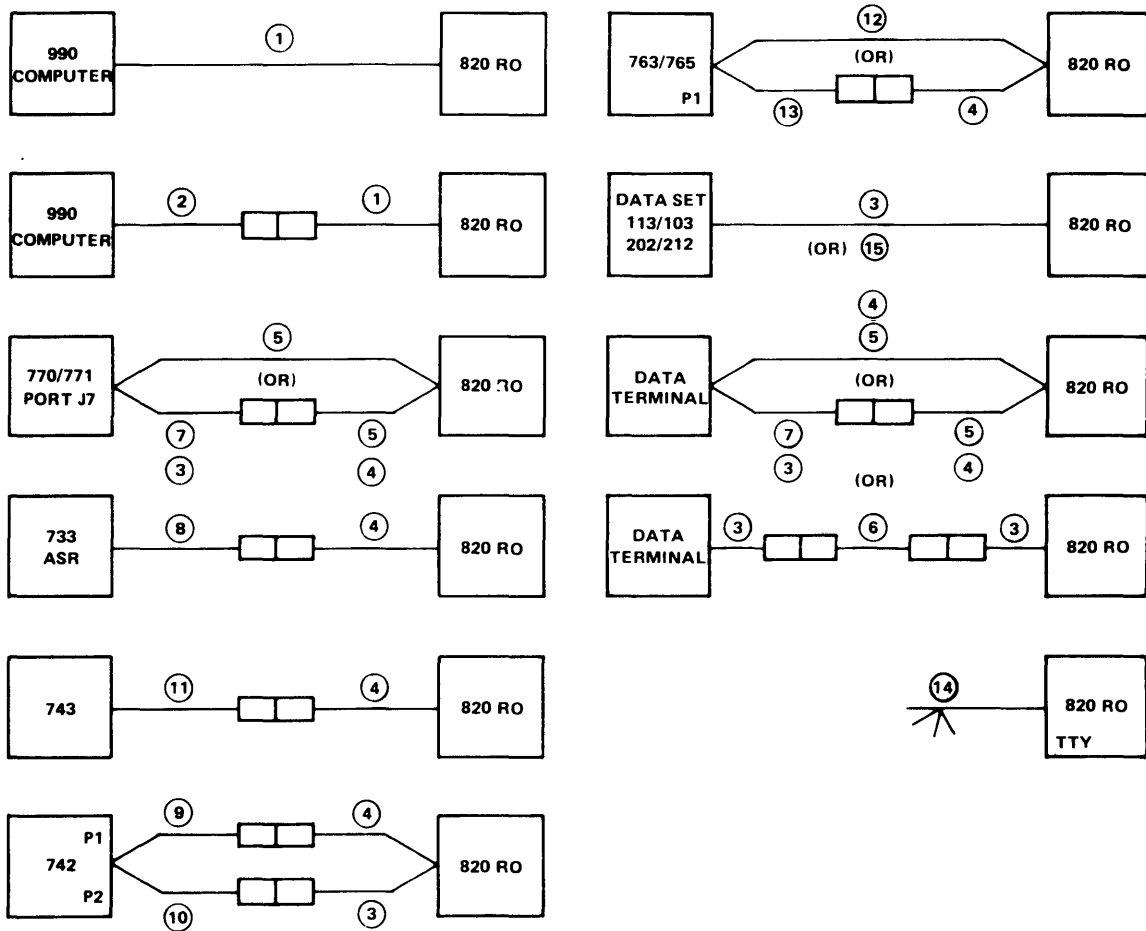 990
COMPUTER
1
820 RO
990
COMPUTER
2
1
820 RO
770/771
PORT J7
5
(OR)
7
3
5
4
820 RO
733
ASR
8
4
820 RO
743
11
4
820 RO
742
P1
P2
9
4
10
3
820 RO
763/765
P1
12
(OR)
13
4
820 RO
DATA SET
113/103
202/212
3
(OR) 15
820 RO
DATA
TERMINAL
4
5
(OR)
7
3
5
4
820 RO
(OR)
DATA
TERMINAL
3
6
3
820 RO
14
820 RO
TTY